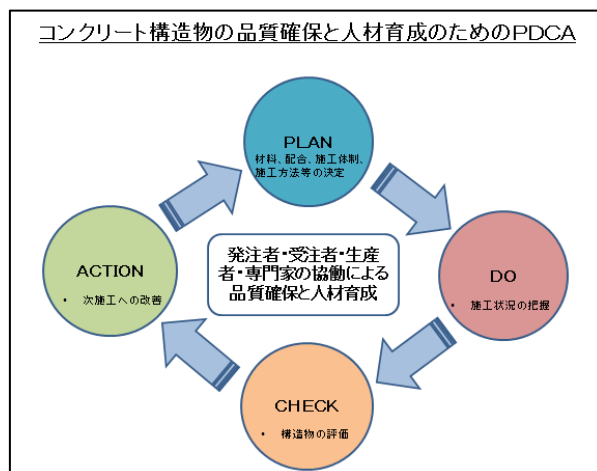 コンクリート構造物の品質確保と人材育成のためのPDCA
PLAN
材料、配合、施工体制、
施工方法等の決定
DO
• 施工状況の把握
CHECK
• 構造物の評価
ACTION
• 次施工への改善
発注者・受注者・生産
者・専門家の協働による
品質確保と人材育成